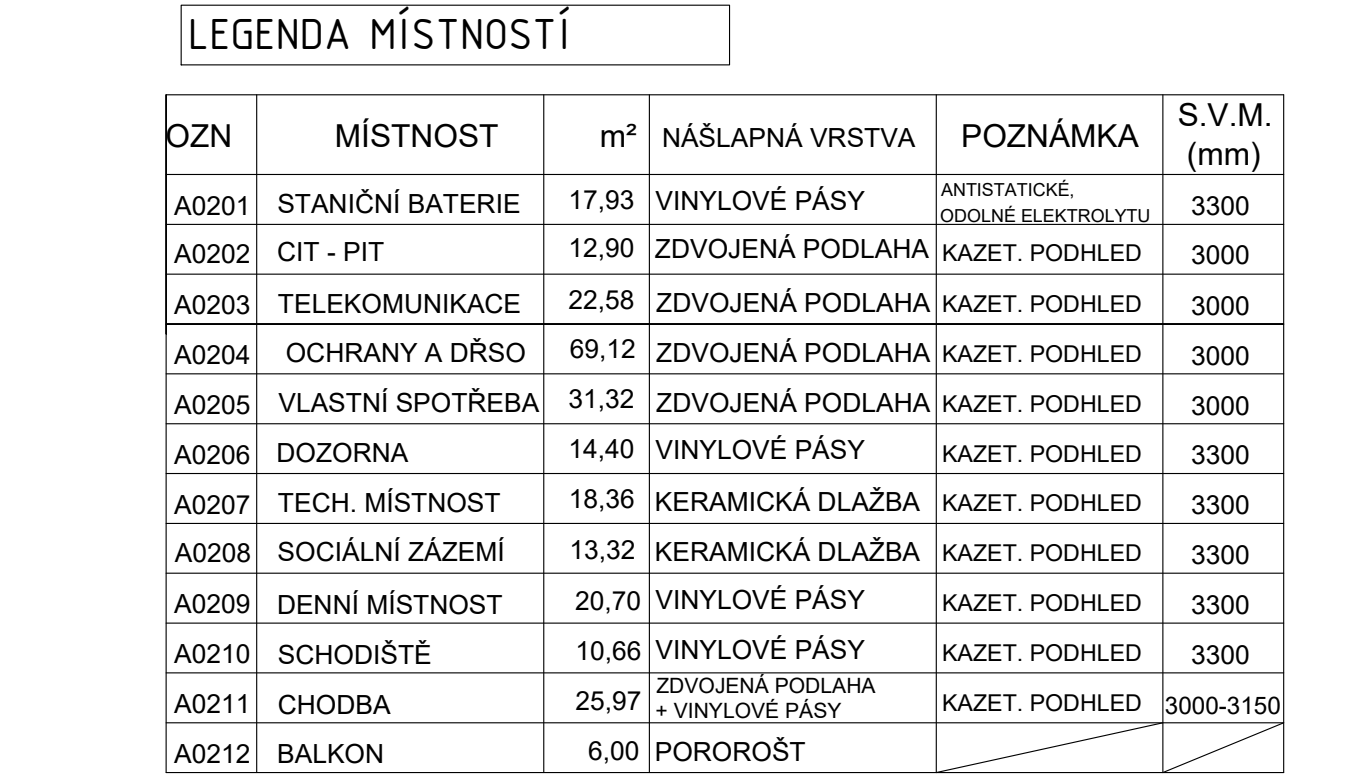 LEGENDA MÍSTNOSTÍ
OZN MÍSTNOST m² NÁŠLAPNÁ VRSTVA POZNÁMKA S.V.M. (mm)
A0201 STANIČNÍ BATERIE 17,93 VINYLOVÉ PÁSY ANTISTATICKÉ, ODOLNÉ ELEKTROLYTU 3300
A0202 CIT - PIT 12,90 ZDVOJENÁ PODLAHA KAZET. PODHLED 3000
A0203 TELEKOMUNIKACE 22,58 ZDVOJENÁ PODLAHA KAZET. PODHLED 3000
A0204 OCHRANY A DŘSO 69,12 ZDVOJENÁ PODLAHA KAZET. PODHLED 3000
A0205 VLASTNÍ SPOTŘEBA 31,32 ZDVOJENÁ PODLAHA KAZET. PODHLED 3000
A0206 DOZORNA 14,40 VINYLOVÉ PÁSY KAZET. PODHLED 3300
A0207 TECH. MÍSTNOST 18,36 KERAMICKÁ DLAŽBA KAZET. PODHLED 3300
A0208 SOCIÁLNÍ ZÁZEMÍ 13,32 KERAMICKÁ DLAŽBA KAZET. PODHLED 3300
A0209 DENNÍ MÍSTNOST 20,70 VINYLOVÉ PÁSY KAZET. PODHLED 3300
A0210 SCHODIŠTĚ 10,66 VINYLOVÉ PÁSY KAZET. PODHLED 3300
A0211 CHODBA 25,97 ZDVOJENÁ PODLAHA + VINYLOVÉ PÁSY KAZET. PODHLED 3000-3150
A0212 BALKON 6,00 POROROŠT